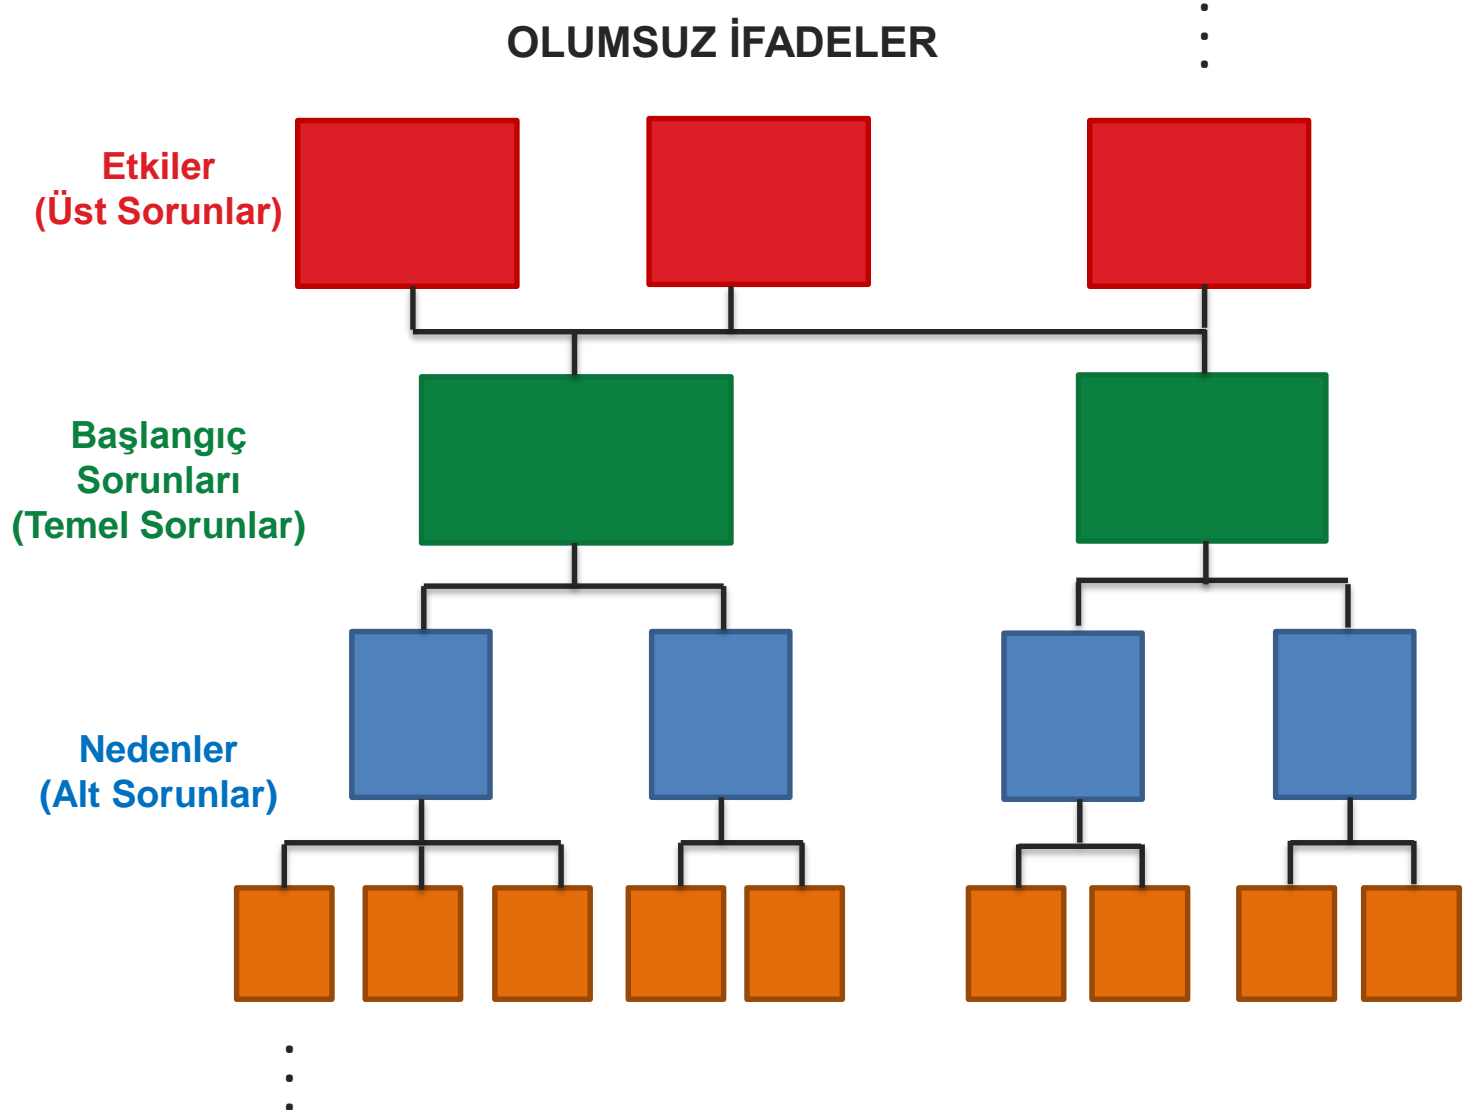 OLUMSUZ İFADELER
Etkiler
(Üst Sorunlar)
Başlangıç
Sorunları
(Temel Sorunlar)
Nedenler
(Alt Sorunlar)